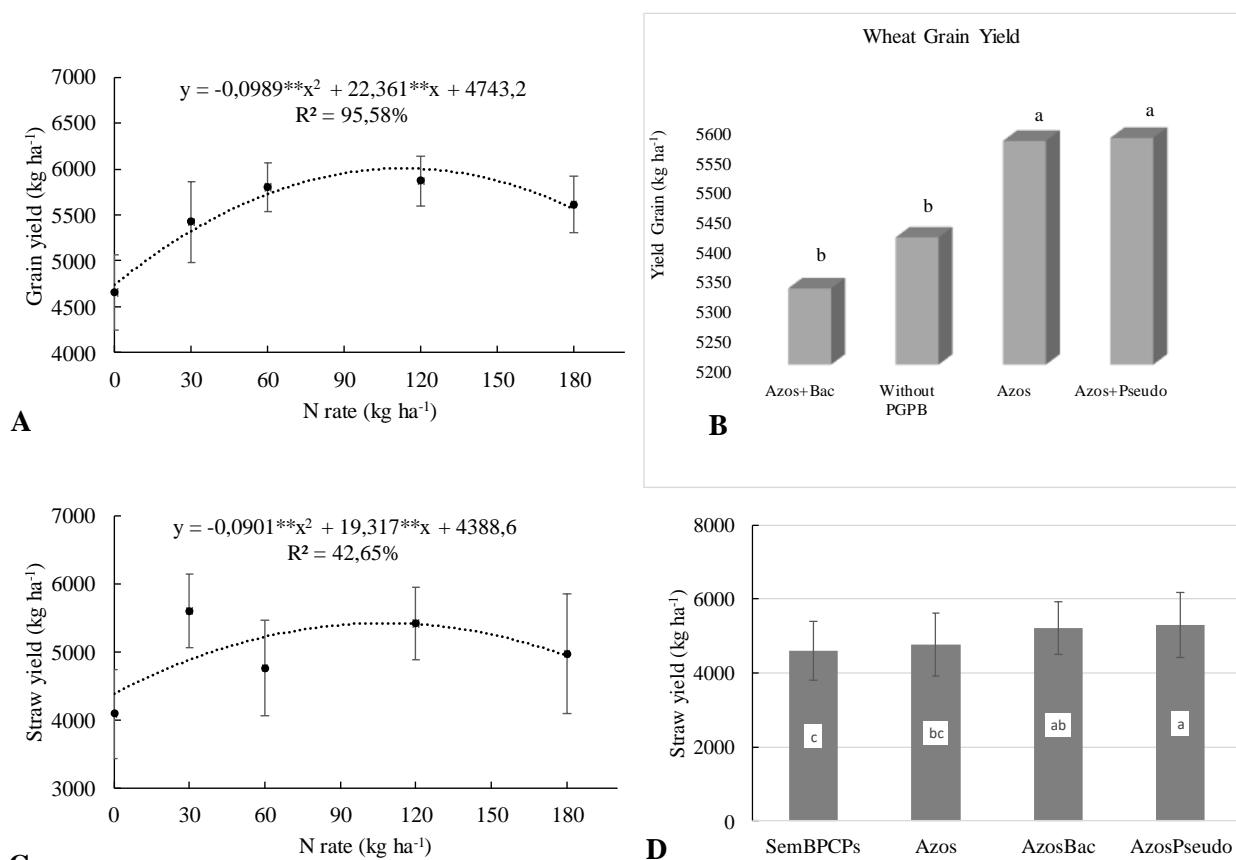 y = -0,0989**x² + 22,361**x + 4743,2
R² = 95,58%
Grain yield (kg ha⁻¹)
7000
6500
6000
5500
5000
4500
4000
0 30 60 90 120 150 180
N rate (kg ha⁻¹)
A
Wheat Grain Yield
Yield Grain (kg ha⁻¹)
5600
5550
5500
5450
5400
5350
5300
5250
5200
b b a a
Azos+Bac Without PGPB Azos Azos+Pseudo
B
y = -0,0901**x² + 19,317**x + 4388,6
R² = 42,65%
Straw yield (kg ha⁻¹)
7000
6000
5000
4000
3000
0 30 60 90 120 150 180
N rate (kg ha⁻¹)
Straw yield (kg ha⁻¹)
8000
6000
4000
2000
0
c bc ab a
SemBPCPs Azos AzosBac AzosPseudo
D